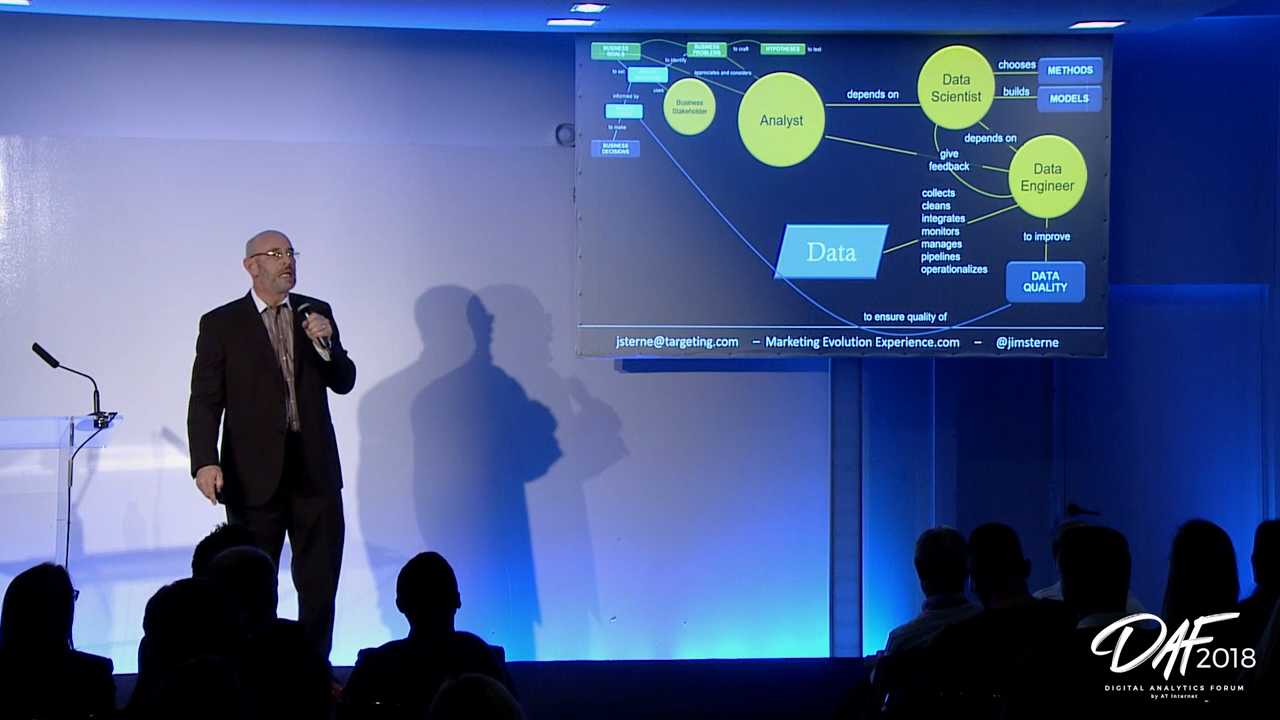 BUSINESS
GOALS
BUSINESS
PROBLEMS
to craft
HYPOTHESES
to test
to identify
to set
appreciates and considers
uses
informed by
to make
BUSINESS
DECISIONS
Business
Stakeholder
Analyst
depends on
Data
Scientist
chooses
METHODS
builds
MODELS
depends on
give
feedback
Data
Engineer
collects
cleans
integrates
monitors
manages
pipelines
operationalizes
Data
to improve
DATA
QUALITY
to ensure quality of
jsterne@targeting.com – Marketing Evolution Experience.com – @jimsterne
DAF 2018
DIGITAL ANALYTICS FORUM
by AT Internet